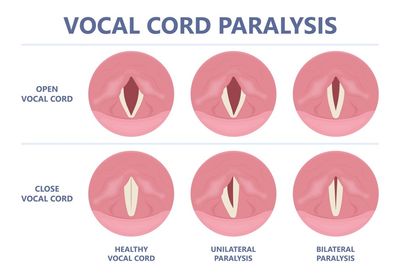 VOCAL CORD PARALYSIS
OPEN
VOCAL CORD
CLOSE
VOCAL CORD
HEALTHY
VOCAL CORD
UNILATERAL
PARALYSIS
BILATERAL
PARALYSIS